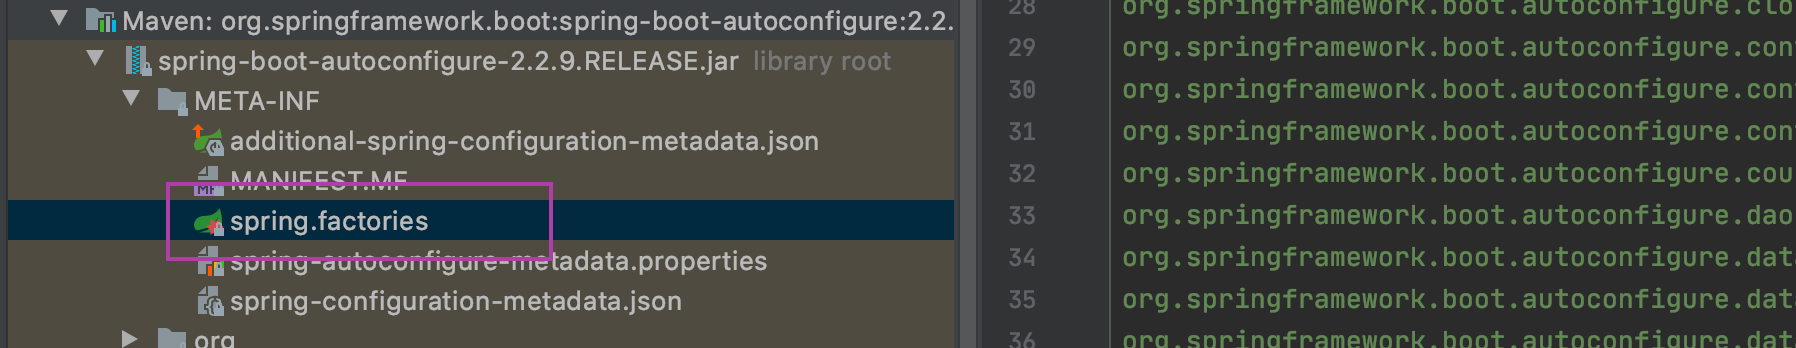 Maven: org.springframework.boot:spring-boot-autoconfigure:2.2.
spring-boot-autoconfigure-2.2.9.RELEASE.jar library root
META-INF
additional-spring-configuration-metadata.json
MANIFEST.MF
spring.factories
spring-autoconfigure-metadata.properties
spring-configuration-metadata.json
org
28 org.springframework.boot.autoconfigure.clo
29 org.springframework.boot.autoconfigure.con
30 org.springframework.boot.autoconfigure.con
31 org.springframework.boot.autoconfigure.con
32 org.springframework.boot.autoconfigure.cou
33 org.springframework.boot.autoconfigure.dao
34 org.springframework.boot.autoconfigure.dat
35 org.springframework.boot.autoconfigure.dat
36 org.springframework.boot.autoconfigure.dat